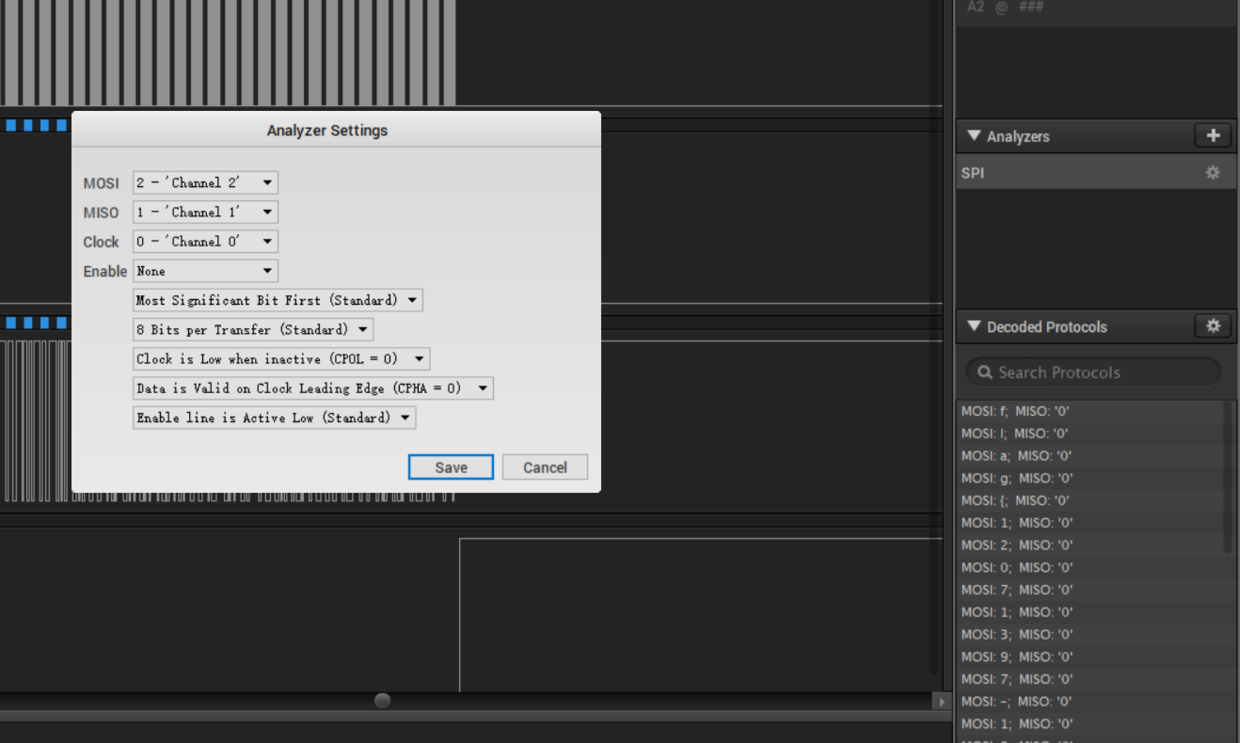 A2 @ ###
Analyzer Settings
MOSI 2 - 'Channel 2'
MISO 1 - 'Channel 1'
Clock 0 - 'Channel 0'
Enable None
Most Significant Bit First (Standard)
8 Bits per Transfer (Standard)
Clock is Low when inactive (CPOL = 0)
Data is Valid on Clock Leading Edge (CPHA = 0)
Enable line is Active Low (Standard)
Save Cancel
Analyzers
SPI
Decoded Protocols
Search Protocols
MOSI: f; MISO: '0'
MOSI: l; MISO: '0'
MOSI: a; MISO: '0'
MOSI: g; MISO: '0'
MOSI: {; MISO: '0'
MOSI: 1; MISO: '0'
MOSI: 2; MISO: '0'
MOSI: 0; MISO: '0'
MOSI: 7; MISO: '0'
MOSI: 1; MISO: '0'
MOSI: 3; MISO: '0'
MOSI: 9; MISO: '0'
MOSI: 7; MISO: '0'
MOSI: -; MISO: '0'
MOSI: 1; MISO: '0'